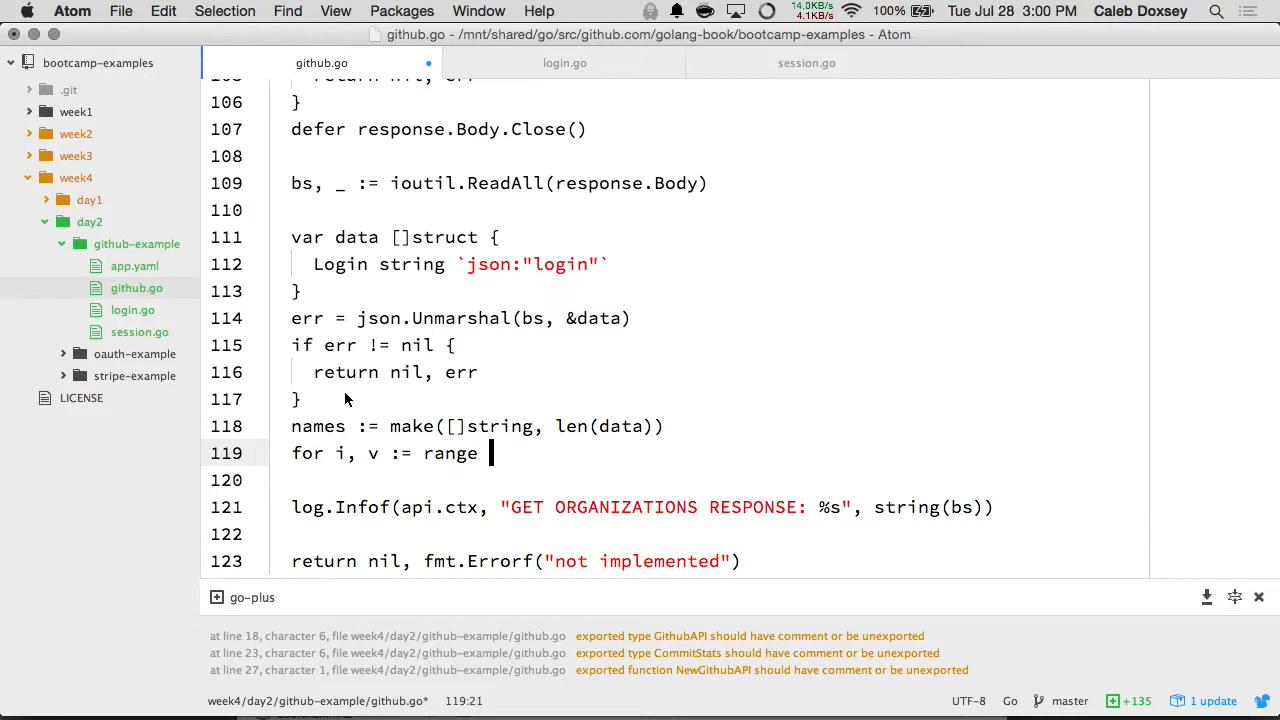 Atom File Edit Selection Find View Packages Window Help 14.0KB/s 4.1KB/s 100% Tue Jul 28 3:00 PM Caleb Doxsey
github.go - /mnt/shared/go/src/github.com/golang-book/bootcamp-examples - Atom
bootcamp-examples
.git
week1
week2
week3
week4
day1
day2
github-example
app.yaml
github.go
login.go
session.go
oauth-example
stripe-example
LICENSE
github.go login.go session.go
105 return nil, err
106 }
107 defer response.Body.Close()
108
109 bs, _ := ioutil.ReadAll(response.Body)
110
111 var data []struct {
112 Login string `json:"login"`
113 }
114 err = json.Unmarshal(bs, &data)
115 if err != nil {
116 return nil, err
117 }
118 names := make([]string, len(data))
119 for i, v := range
120
121 log.Infof(api.ctx, "GET ORGANIZATIONS RESPONSE: %s", string(bs))
122
123 return nil, fmt.Errorf("not implemented")
go-plus
at line 18, character 6, file week4/day2/github-example/github.go exported type GithubAPI should have comment or be unexported
at line 23, character 6, file week4/day2/github-example/github.go exported type CommitStats should have comment or be unexported
at line 27, character 1, file week4/day2/github-example/github.go exported function NewGithubAPI should have comment or be unexported
week4/day2/github-example/github.go* 119:21 UTF-8 Go master +135 1 update